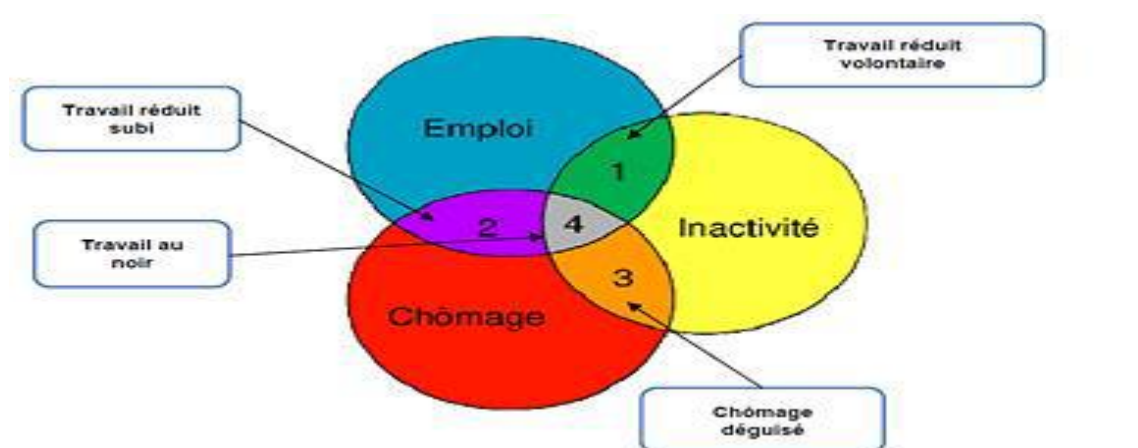 Travail réduit
volontaire
Travail réduit
subi
Emploi
1
2
4
Inactivité
Travail au
noir
3
Chômage
Chômage
déguisé